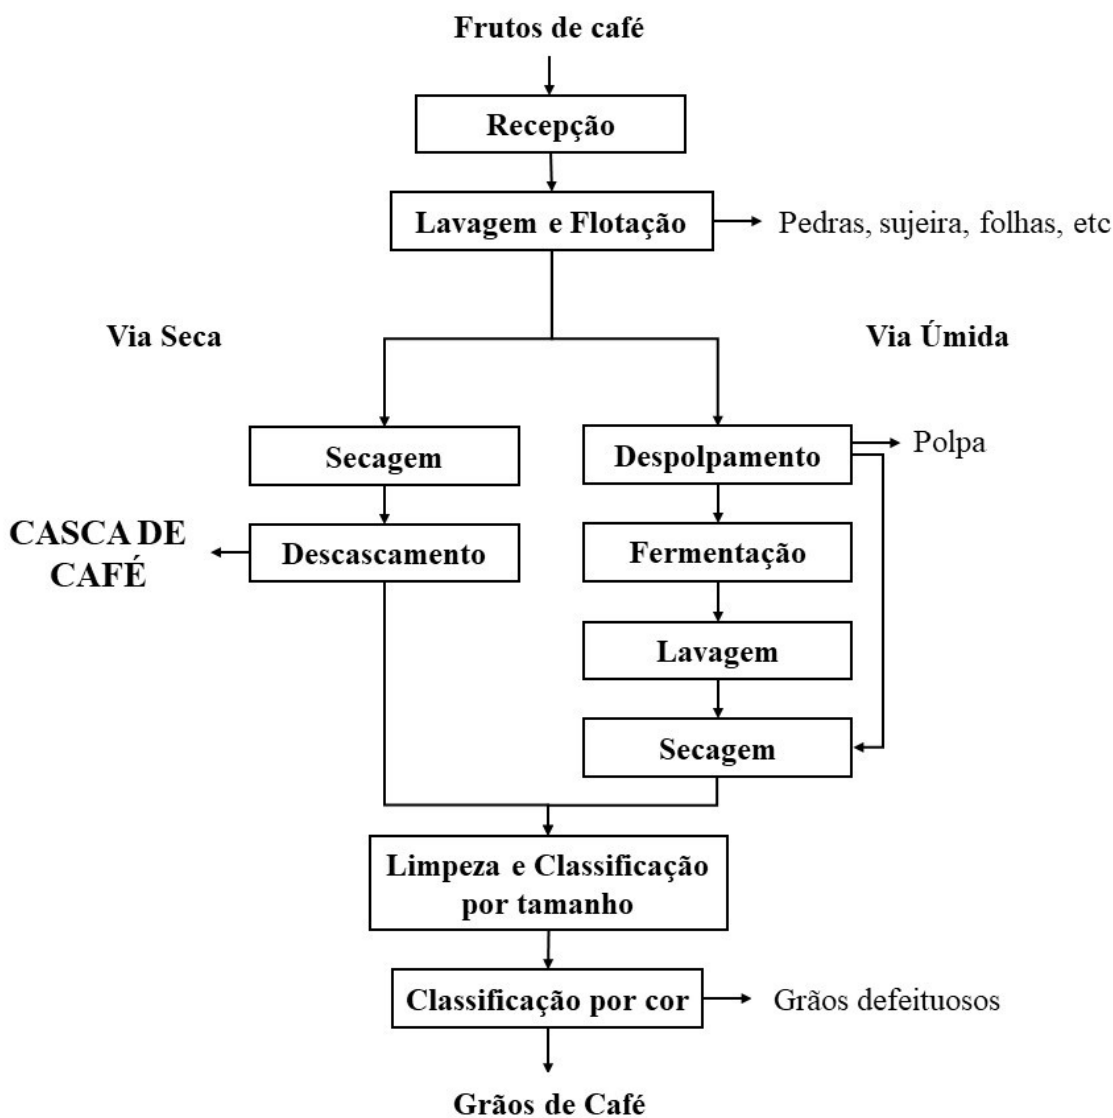 Frutos de café
Recepção
Lavagem e Flotação
Pedras, sujeira, folhas, etc
Via Seca
Via Úmida
Secagem
Despolpamento
Polpa
CASCA DE
CAFÉ
Descascamento
Fermentação
Lavagem
Secagem
Limpeza e Classificação
por tamanho
Classificação por cor
Grãos defeituosos
Grãos de Café